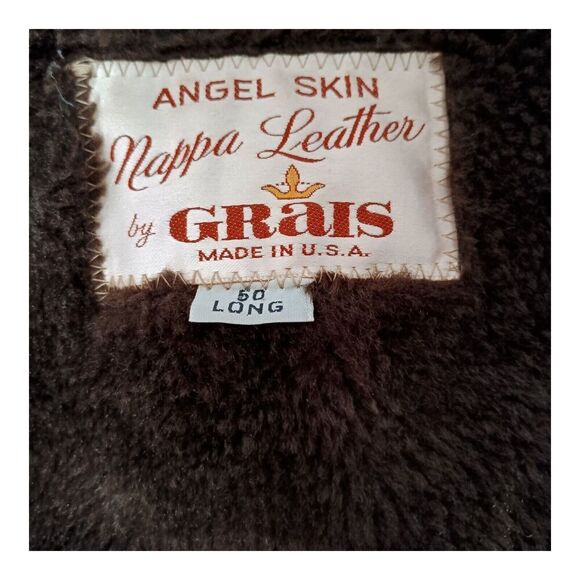 ANGEL SKIN
Nappa Leather
by GRaIS
MADE IN U.S.A.
50
LONG